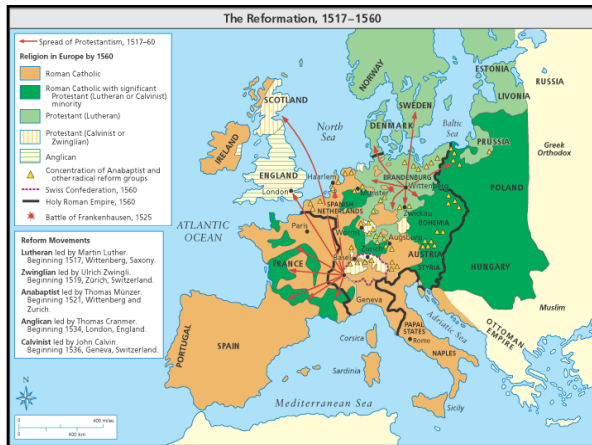 The Reformation, 1517–1560
Spread of Protestantism, 1517–60
Religion in Europe by 1560
Roman Catholic
Roman Catholic with significant
Protestant (Lutheran or Calvinist)
minority
Protestant (Lutheran)
Protestant (Calvinist or
Zwinglian)
Anglican
Concentration of Anabaptist and
other radical reform groups
Swiss Confederation, 1560
Holy Roman Empire, 1560
Battle of Frankenhausen, 1525
Reform Movements
Lutheran led by Martin Luther.
Beginning 1517, Wittenberg, Saxony.
Zwinglian led by Ulrich Zwingli.
Beginning 1519, Zurich, Switzerland.
Anabaptist led by Thomas Münzer.
Beginning 1521, Wittenberg and
Zurich.
Anglican led by Thomas Cranmer.
Beginning 1534, London, England.
Calvinist led by John Calvin.
Beginning 1536, Geneva, Switzerland.
NORWAY
SWEDEN
ESTONIA
LIVONIA
RUSSIA
SCOTLAND
North
Sea
DENMARK
Baltic
Sea
PRUSSIA
Greek
Orthodox
IRELAND
ENGLAND
London
Haarlem
BRANDENBURG
Münster
Wittenberg
POLAND
SPANISH
NETHERLANDS
Zwickau
BOHEMIA
ATLANTIC
OCEAN
Paris
Worms
Augsburg
FRANCE
Basel
Zurich
AUSTRIA
STYRIA
HUNGARY
Geneva
Muslim
OTTOMAN
EMPIRE
Adriatic Sea
PAPAL
STATES
Rome
NAPLES
PORTUGAL
SPAIN
Corsica
Sardinia
Sicily
Mediterranean Sea
N
0 400 miles
0 400 km